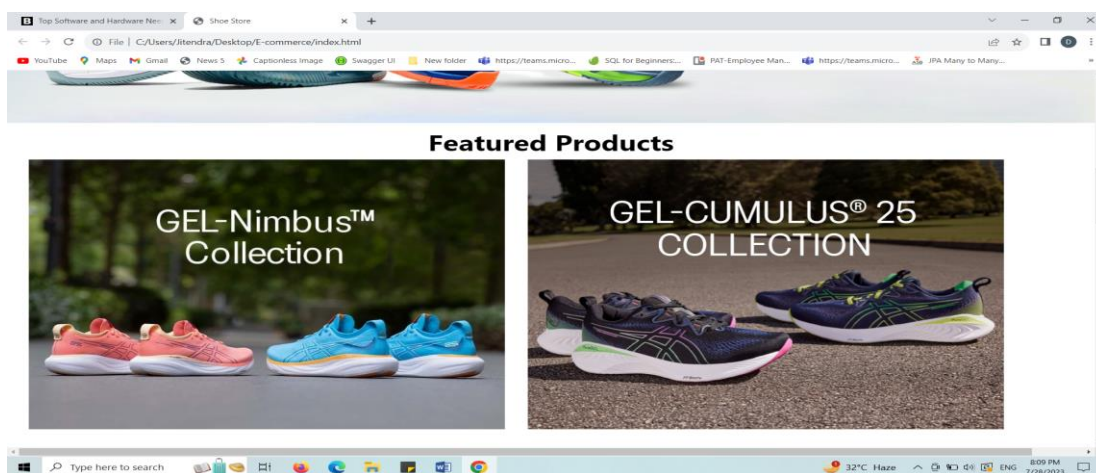 Top Software and Hardware Nee
Shoe Store
File | C:/Users/Jitendra/Desktop/E-commerce/index.html
D
YouTube Maps Gmail News 5 Captionless Image Swagger UI New folder https://teams.micro... SQL for Beginners:... PAT-Employee Man... https://teams.micro... JPA Many to Many... »
Featured Products
GEL-Nimbus™
Collection
GEL-CUMULUS® 25
COLLECTION
Type here to search
32°C Haze
ENG
8:09 PM
7/28/2023